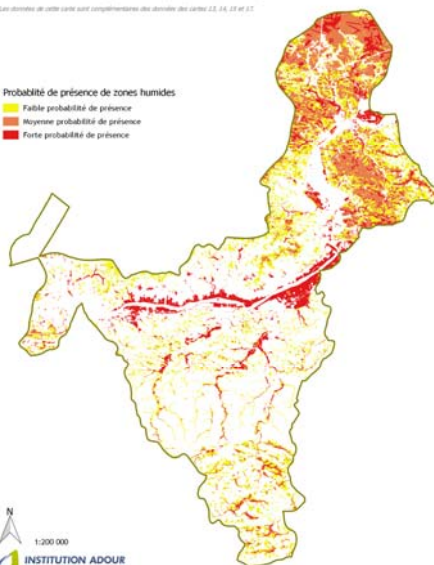 Les données de cette carte sont complémentaires des données des cartes 13, 14, 15 et 17.
Probablité de présence de zones humides
Faible probabilité de présence
Moyenne probabilité de présence
Forte probabilité de présence
N
1:200 000
INSTITUTION ADOUR